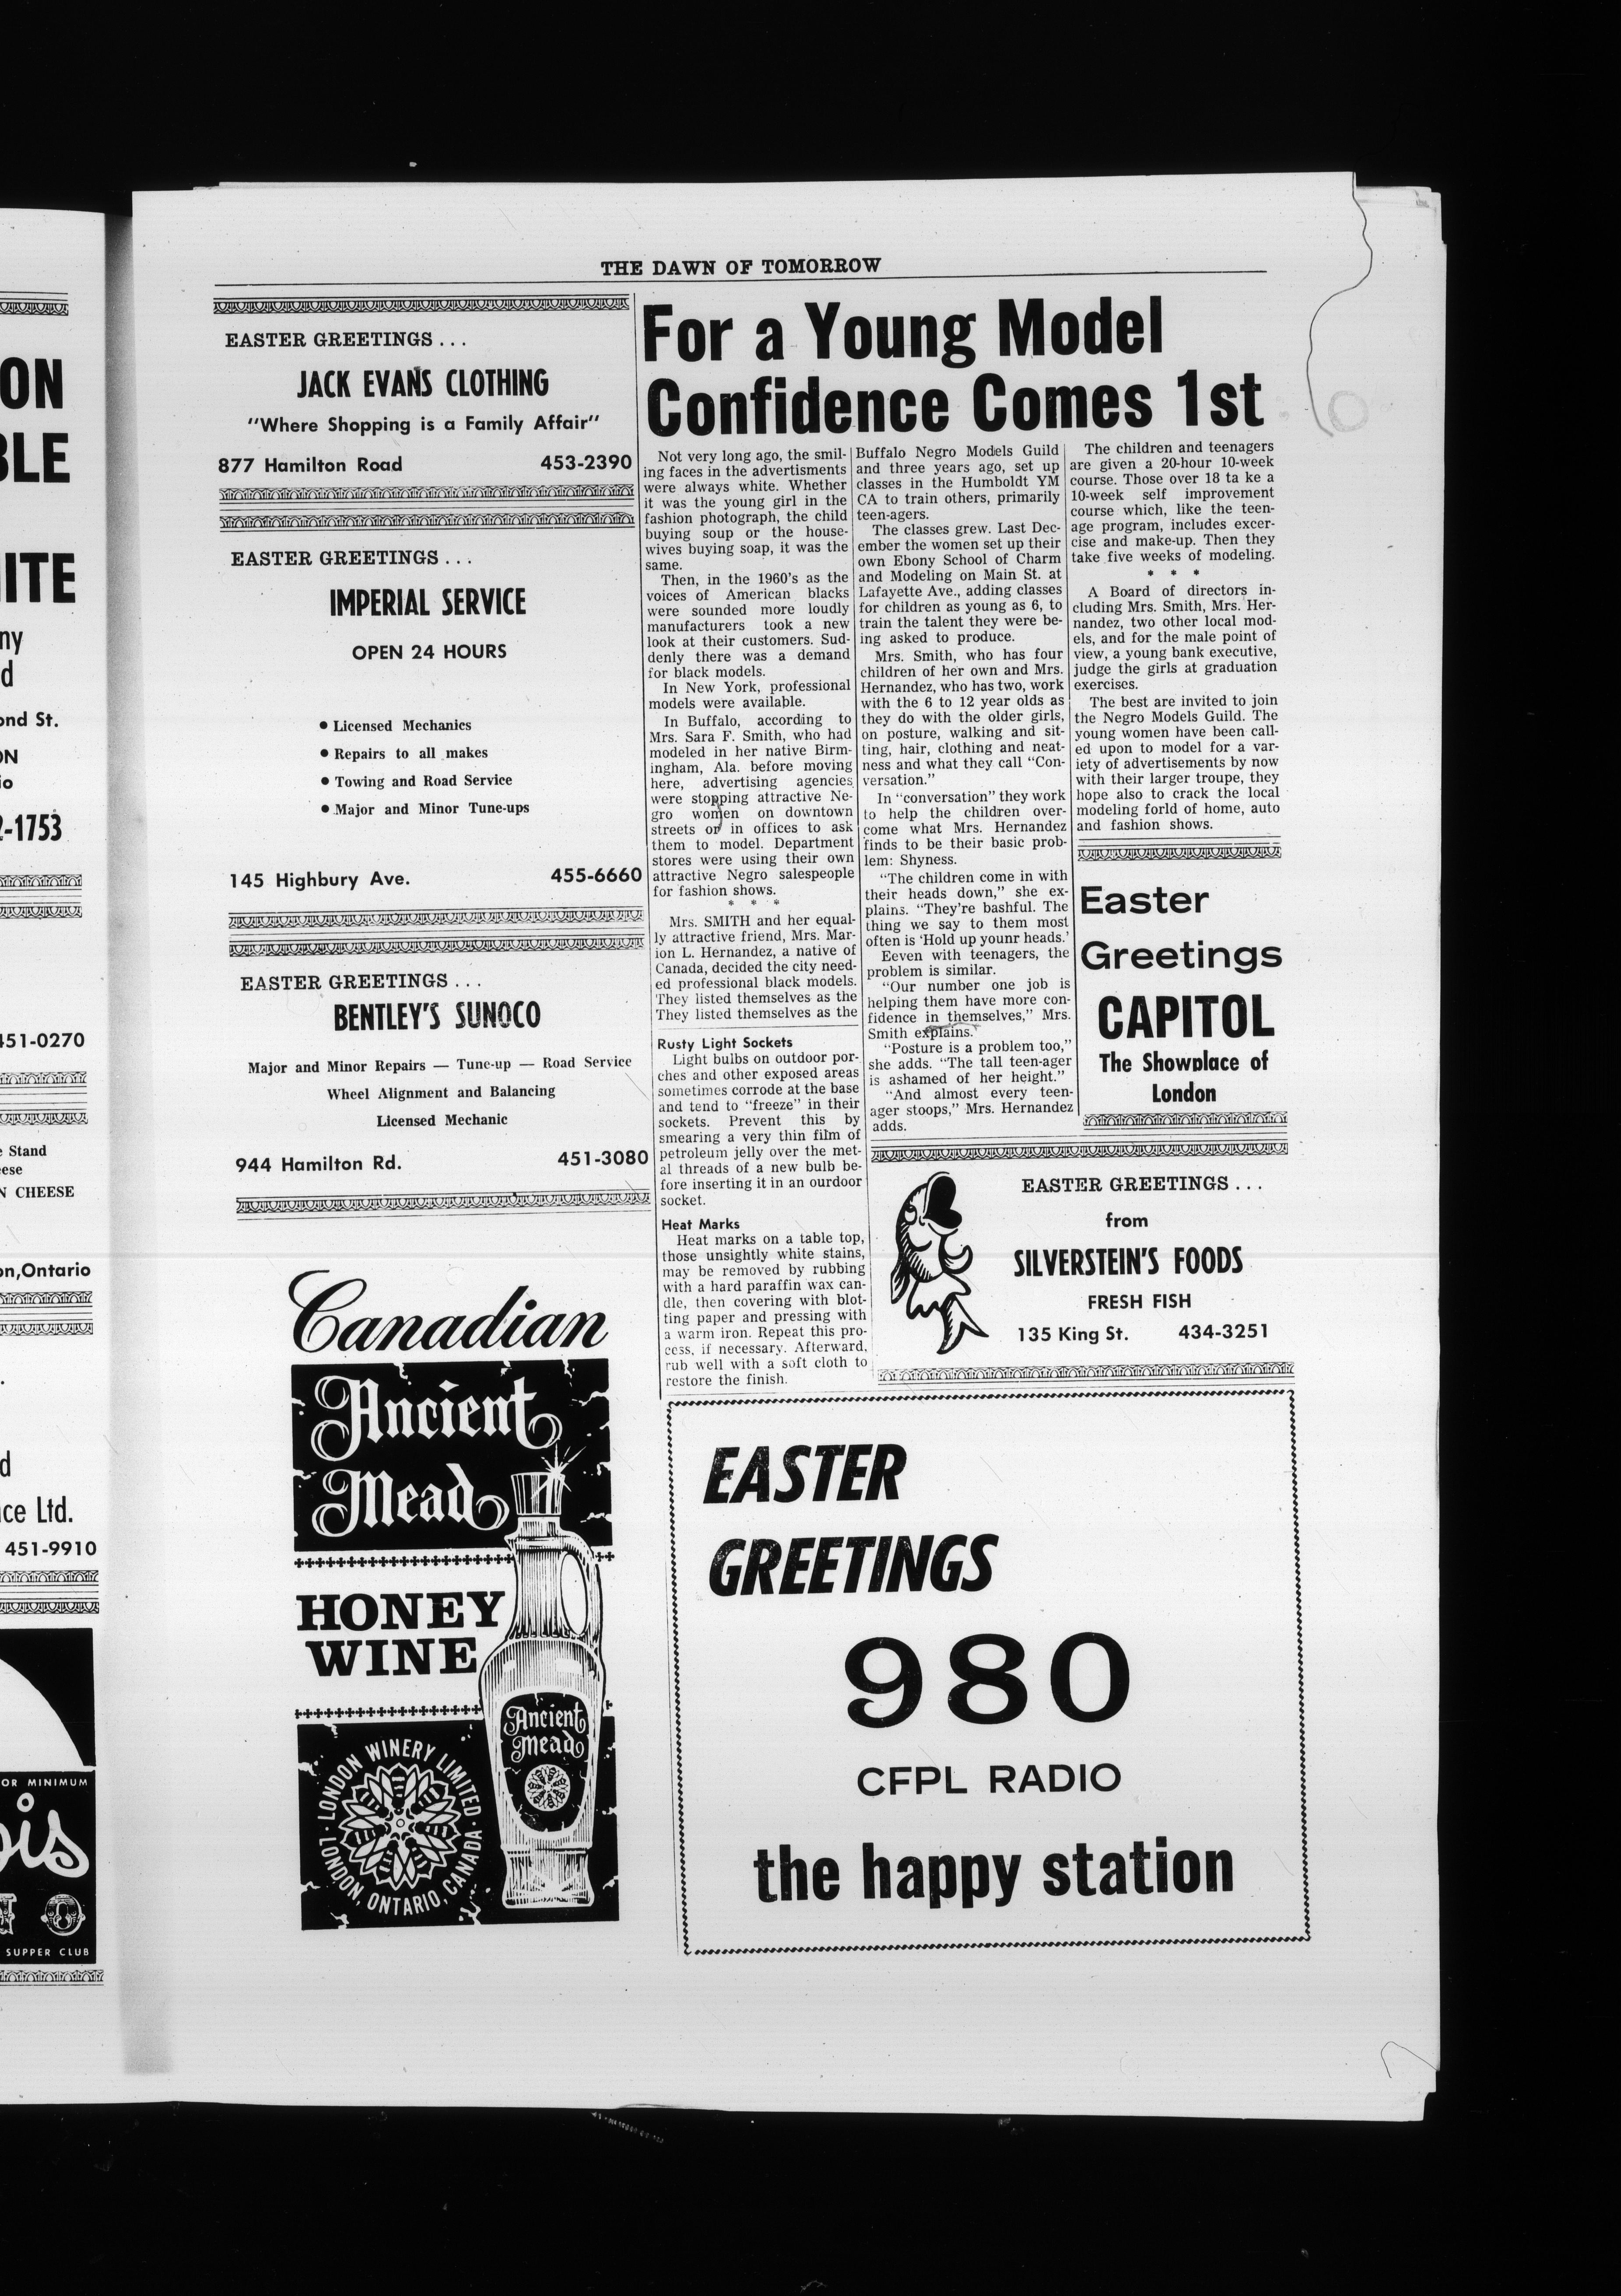 ON
BLE
ITE
ny
d
ond St.
ON
io
2-1753
451-0270
e Stand
eese
N CHEESE
on,Ontario
d
ce Ltd.
451-9910
OR MINIMUM
ois
SUPPER CLUB
THE DAWN OF TOMORROW
EASTER GREETINGS . . .
JACK EVANS CLOTHING
"Where Shopping is a Family Affair"
877 Hamilton Road 453-2390
EASTER GREETINGS . . .
IMPERIAL SERVICE
OPEN 24 HOURS
• Licensed Mechanics
• Repairs to all makes
• Towing and Road Service
• Major and Minor Tune-ups
145 Highbury Ave. 455-6660
EASTER GREETINGS . . .
BENTLEY'S SUNOCO
Major and Minor Repairs — Tune-up — Road Service
Wheel Alignment and Balancing
Licensed Mechanic
944 Hamilton Rd. 451-3080
Canadian
Ancient
Mead
HONEY
WINE
Ancient
mead
LONDON WINERY LIMITED
LONDON, ONTARIO, CANADA
For a Young Model
Confidence Comes 1st
Not very long ago, the smil-
ing faces in the advertisments
were always white. Whether
it was the young girl in the
fashion photograph, the child
buying soup or the house-
wives buying soap, it was the
same.
Then, in the 1960's as the
voices of American blacks
were sounded more loudly
manufacturers took a new
look at their customers. Sud-
denly there was a demand
for black models.
In New York, professional
models were available.
In Buffalo, according to
Mrs. Sara F. Smith, who had
modeled in her native Birm-
ingham, Ala. before moving
here, advertising agencies
were stopping attractive Ne-
gro women on downtown
streets or in offices to ask
them to model. Department
stores were using their own
attractive Negro salespeople
for fashion shows.
* * *
Mrs. SMITH and her equal-
ly attractive friend, Mrs. Mar-
ion L. Hernandez, a native of
Canada, decided the city need-
ed professional black models.
They listed themselves as the
They listed themselves as the
Rusty Light Sockets
Light bulbs on outdoor por-
ches and other exposed areas
sometimes corrode at the base
and tend to "freeze" in their
sockets. Prevent this by
smearing a very thin film of
petroleum jelly over the met-
al threads of a new bulb be-
fore inserting it in an ourdoor
socket.
Heat Marks
Heat marks on a table top,
those unsightly white stains,
may be removed by rubbing
with a hard paraffin wax can-
dle, then covering with blot-
ting paper and pressing with
a warm iron. Repeat this pro-
cess, if necessary. Afterward,
rub well with a soft cloth to
restore the finish.
Buffalo Negro Models Guild
and three years ago, set up
classes in the Humboldt YM
CA to train others, primarily
teen-agers.
The classes grew. Last Dec-
ember the women set up their
own Ebony School of Charm
and Modeling on Main St. at
Lafayette Ave., adding classes
for children as young as 6, to
train the talent they were be-
ing asked to produce.
Mrs. Smith, who has four
children of her own and Mrs.
Hernandez, who has two, work
with the 6 to 12 year olds as
they do with the older girls,
on posture, walking and sit-
ting, hair, clothing and neat-
ness and what they call "Con-
versation."
In "conversation" they work
to help the children over-
come what Mrs. Hernandez
finds to be their basic prob-
lem: Shyness.
"The children come in with
their heads down," she ex-
plains. "They're bashful. The
thing we say to them most
often is 'Hold up younr heads.'
Eeven with teenagers, the
problem is similar.
"Our number one job is
helping them have more con-
fidence in themselves," Mrs.
Smith explains.
"Posture is a problem too,"
she adds. "The tall teen-ager
is ashamed of her height."
"And almost every teen-
ager stoops," Mrs. Hernandez
adds.
The children and teenagers
are given a 20-hour 10-week
course. Those over 18 ta ke a
10-week self improvement
course which, like the teen-
age program, includes excer-
cise and make-up. Then they
take five weeks of modeling.
* * *
A Board of directors in-
cluding Mrs. Smith, Mrs. Her-
nandez, two other local mod-
els, and for the male point of
view, a young bank executive,
judge the girls at graduation
exercises.
The best are invited to join
the Negro Models Guild. The
young women have been call-
ed upon to model for a var-
iety of advertisements by now
with their larger troupe, they
hope also to crack the local
modeling forld of home, auto
and fashion shows.
Easter
Greetings
CAPITOL
The Showplace of
London
EASTER GREETINGS . . .
from
SILVERSTEIN'S FOODS
FRESH FISH
135 King St. 434-3251
EASTER
GREETINGS
980
CFPL RADIO
the happy station